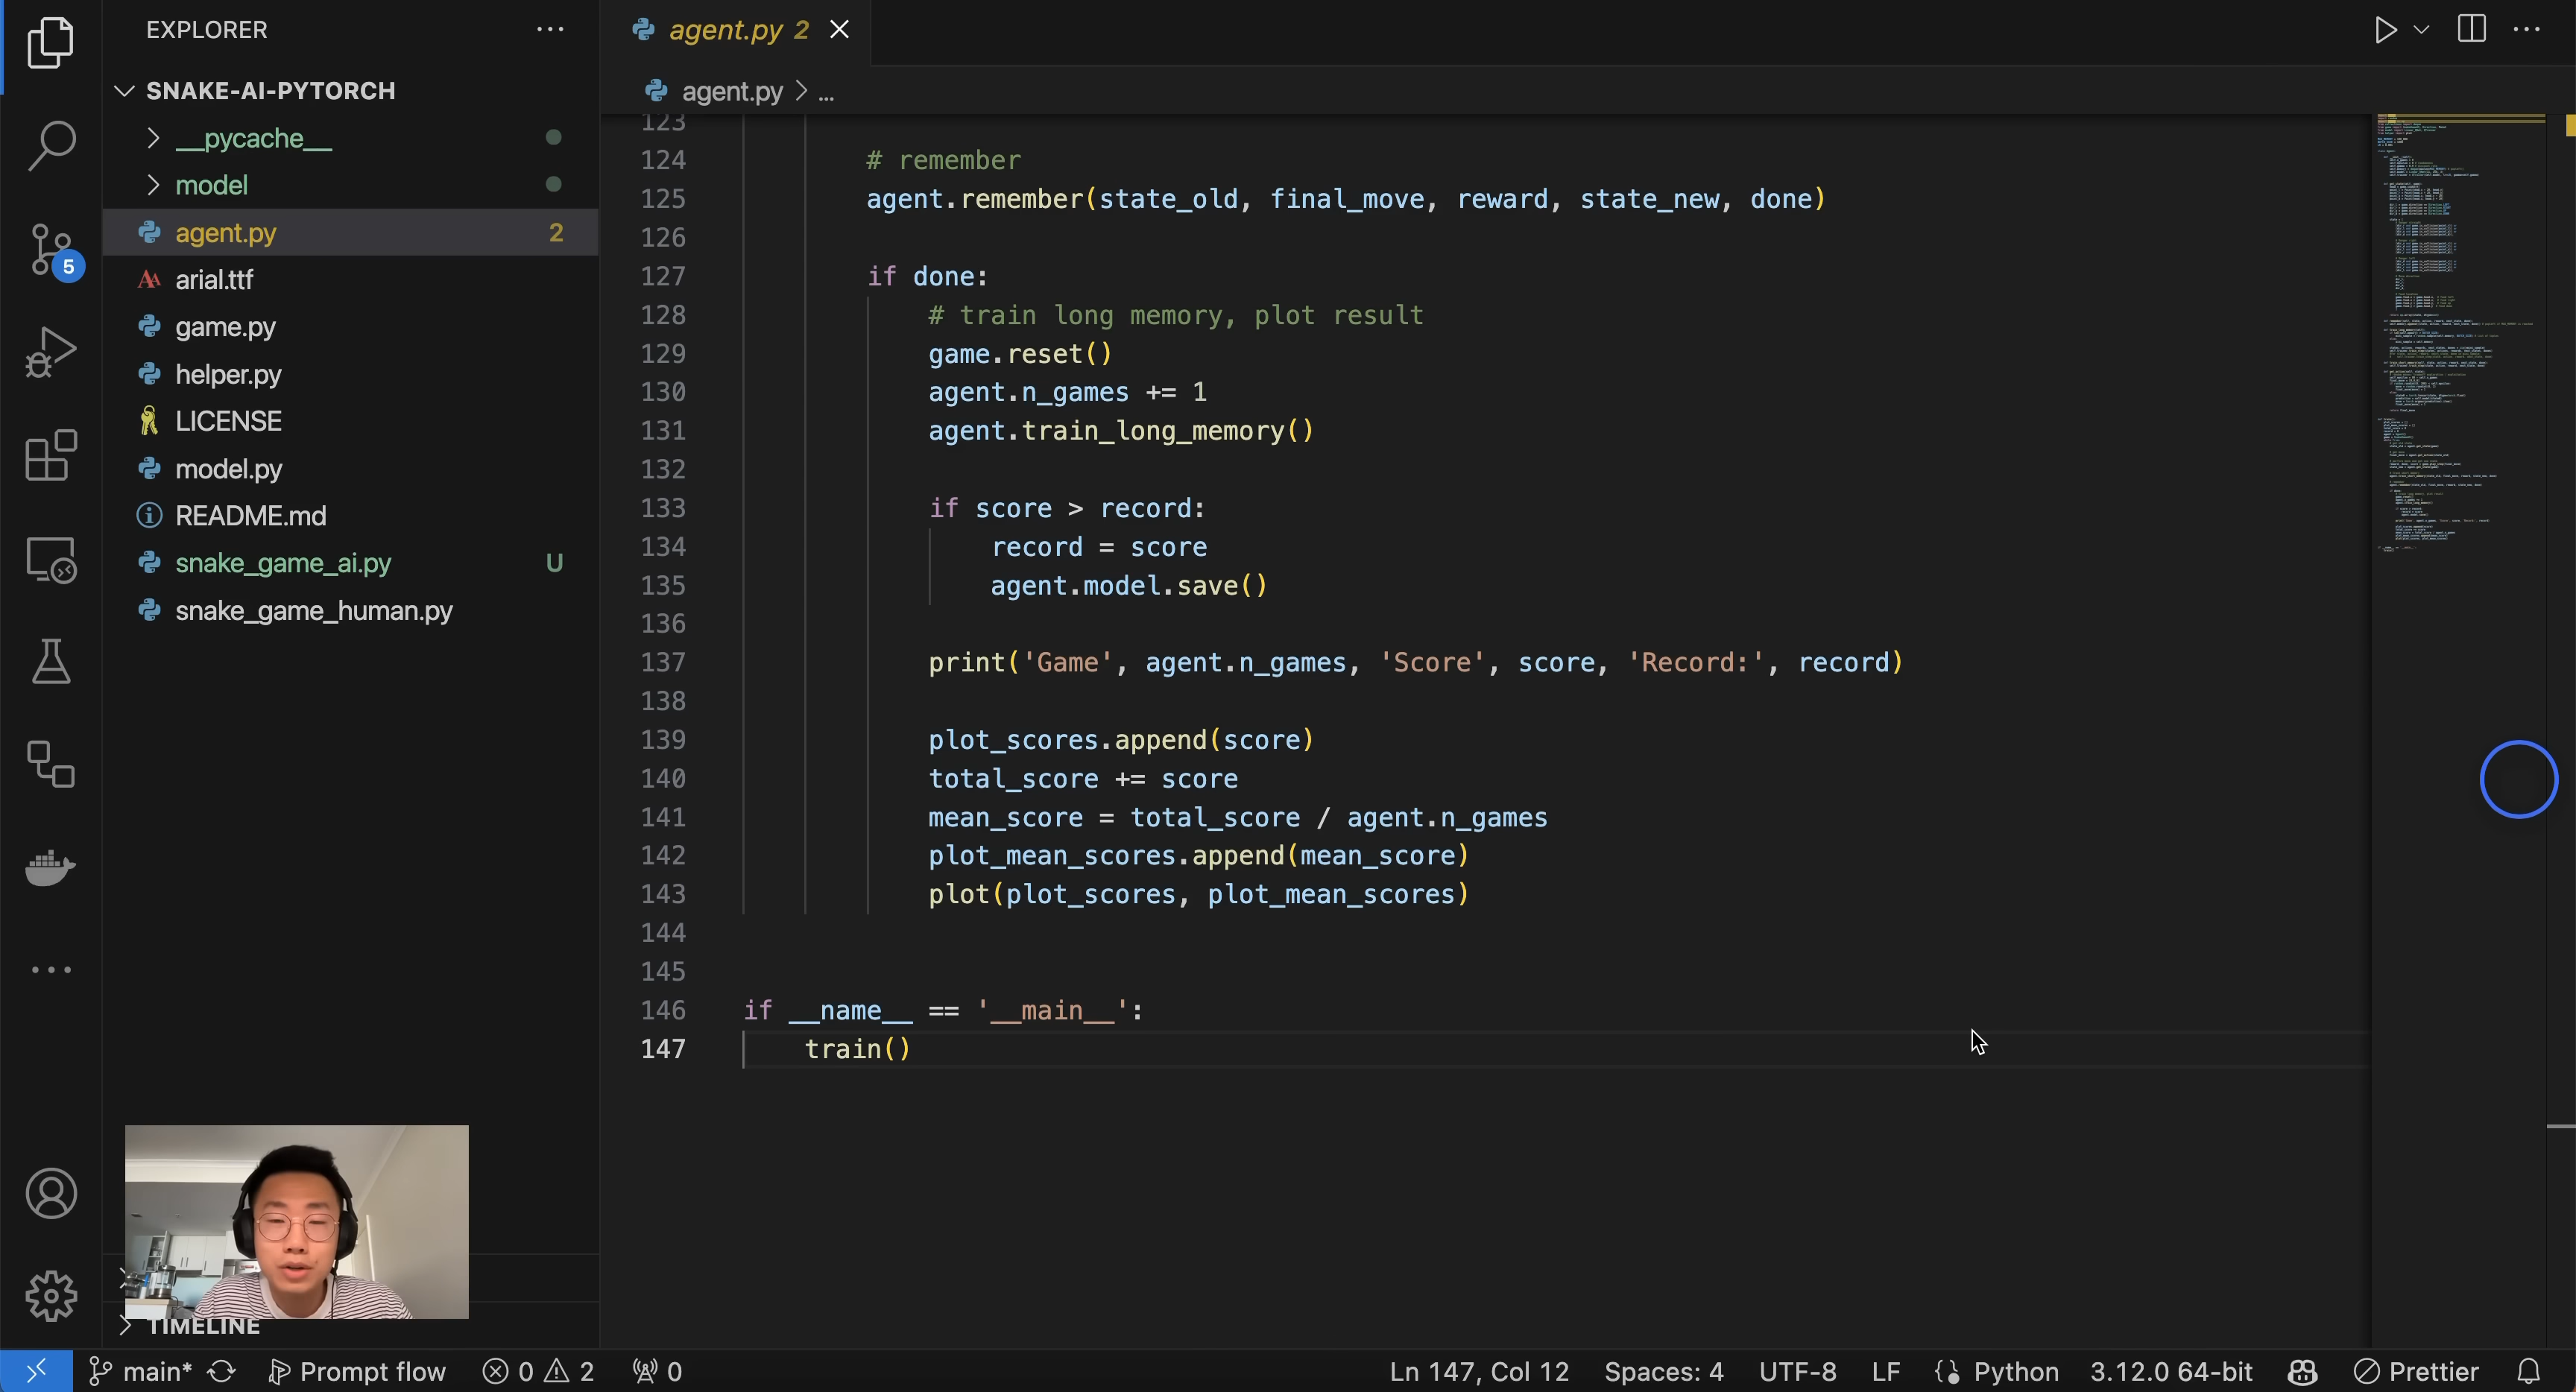 EXPLORER
SNAKE-AI-PYTORCH
__pycache__
model
agent.py 2
arial.ttf
game.py
helper.py
LICENSE
model.py
README.md
snake_game_ai.py U
snake_game_human.py
TIMELINE
5
agent.py 2
agent.py > ...
123
124 # remember
125 agent.remember(state_old, final_move, reward, state_new, done)
126
127 if done:
128 # train long memory, plot result
129 game.reset()
130 agent.n_games += 1
131 agent.train_long_memory()
132
133 if score > record:
134 record = score
135 agent.model.save()
136
137 print('Game', agent.n_games, 'Score', score, 'Record:', record)
138
139 plot_scores.append(score)
140 total_score += score
141 mean_score = total_score / agent.n_games
142 plot_mean_scores.append(mean_score)
143 plot(plot_scores, plot_mean_scores)
144
145
146 if __name__ == '__main__':
147 train()
main* Prompt flow 0 2 0 Ln 147, Col 12 Spaces: 4 UTF-8 LF Python 3.12.0 64-bit Prettier